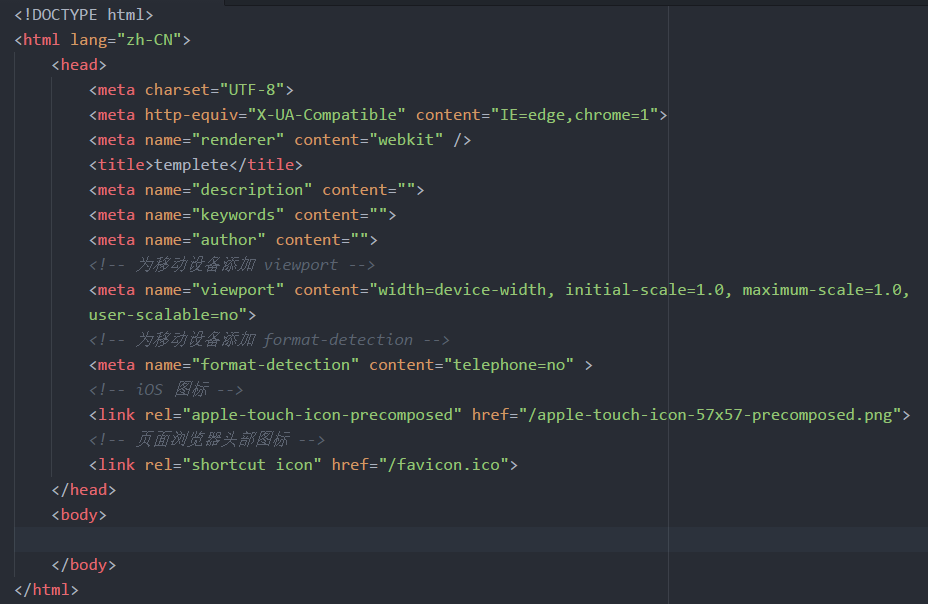 <!DOCTYPE html>
<html lang="zh-CN">
<head>
<meta charset="UTF-8">
<meta http-equiv="X-UA-Compatible" content="IE=edge,chrome=1">
<meta name="renderer" content="webkit" />
<title>templete</title>
<meta name="description" content="">
<meta name="keywords" content="">
<meta name="author" content="">
<!-- 为移动设备添加 viewport -->
<meta name="viewport" content="width=device-width, initial-scale=1.0, maximum-scale=1.0,
user-scalable=no">
<!-- 为移动设备添加 format-detection -->
<meta name="format-detection" content="telephone=no" >
<!-- iOS 图标 -->
<link rel="apple-touch-icon-precomposed" href="/apple-touch-icon-57x57-precomposed.png">
<!-- 页面浏览器头部图标 -->
<link rel="shortcut icon" href="/favicon.ico">
</head>
<body>
</body>
</html>